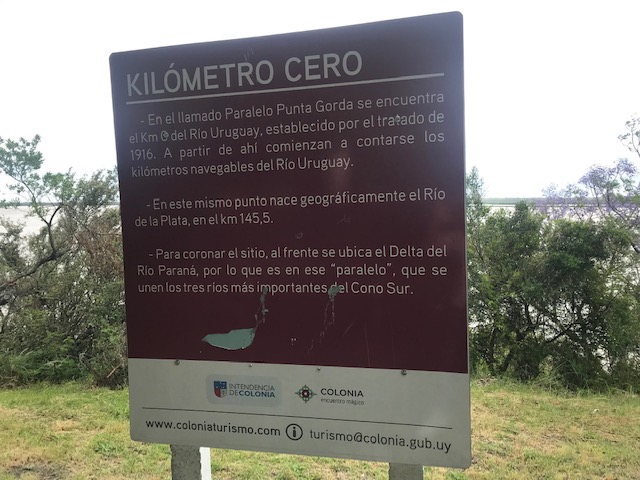 KILÓMETRO CERO
- En el llamado Paralelo Punta Gorda se encuentra
el Km 0 del Río Uruguay, establecido por el tratado de
1916. A partir de ahí comienzan a contarse los
kilómetros navegables del Río Uruguay.
- En este mismo punto nace geográficamente el Río
de la Plata, en el km 145,5.
- Para coronar el sitio, al frente se ubica el Delta del
Río Paraná, por lo que es en ese "paralelo", que se
unen los tres ríos más importantes del Cono Sur.
INTENDENCIA
DE COLONIA
COLONIA
encuentro mágico
www.coloniaturismo.com i turismo@colonia.gub.uy